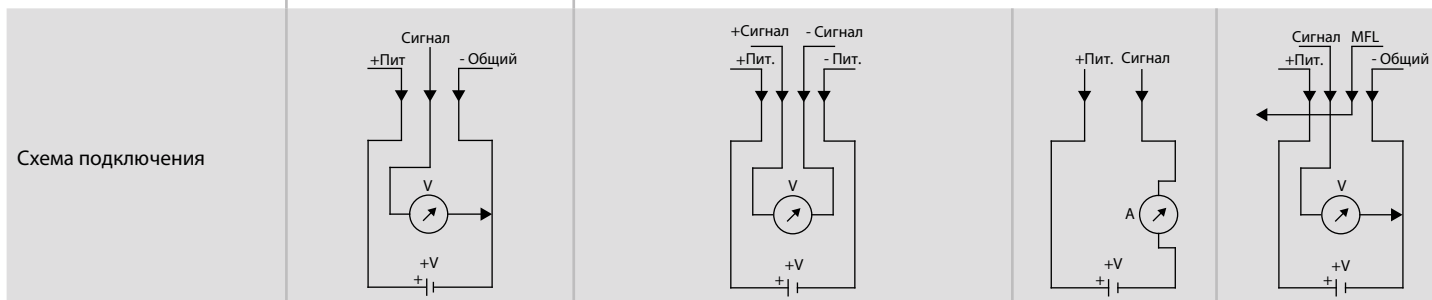 Схема подключения
Сигнал
+Пит
- Общий
V
+V
+
+Сигнал - Сигнал
+Пит. - Пит.
V
+V
+
+Пит. Сигнал
A
+V
+
Сигнал MFL
+Пит. - Общий
V
+V
+